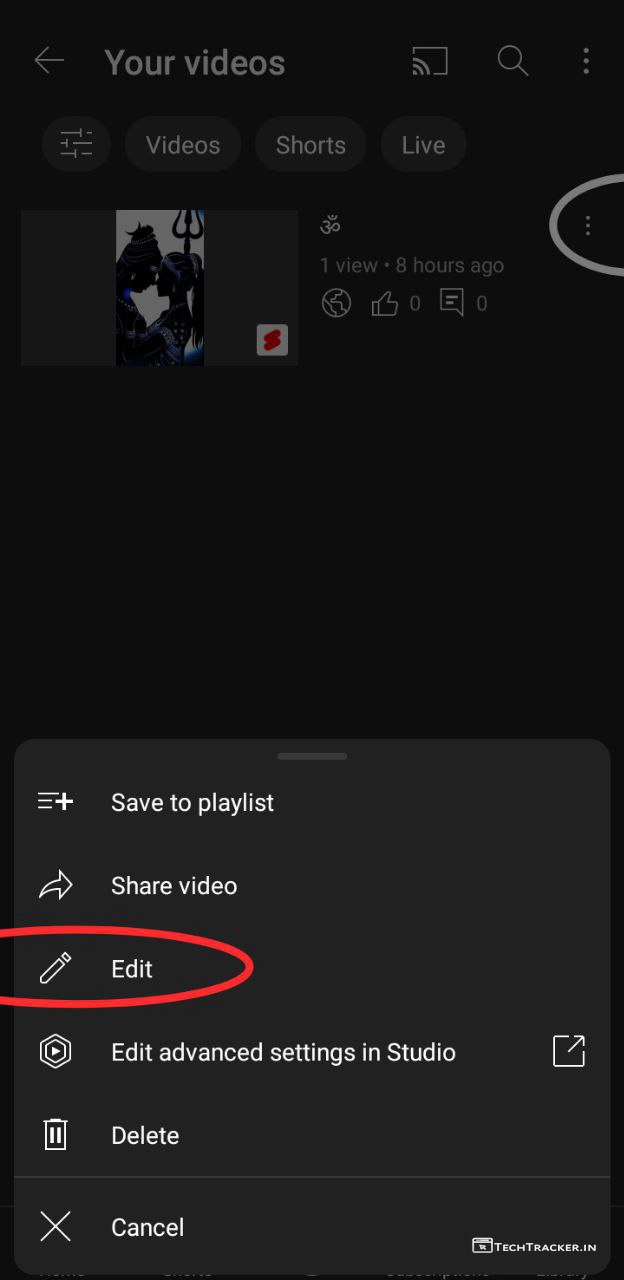 Your videos
Videos
Shorts
Live
ॐ
1 view • 8 hours ago
0
0
Save to playlist
Share video
Edit
Edit advanced settings in Studio
Delete
Cancel
TECHTRACKER.IN